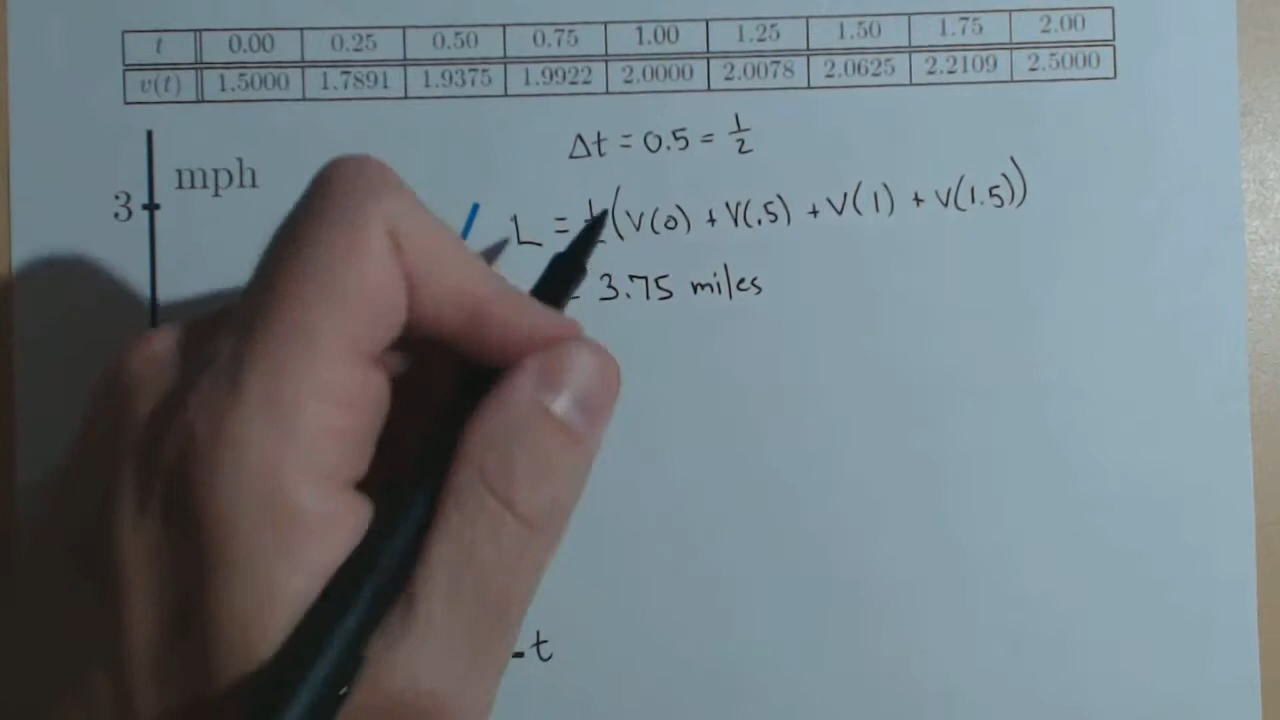 t 0.00 0.25 0.50 0.75 1.00 1.25 1.50 1.75 2.00
v(t) 1.5000 1.7891 1.9375 1.9922 2.0000 2.0078 2.0625 2.2109 2.5000
Δt = 0.5 = 1/2
mph
3
L = (V(0) + V(.5) + V(1) + V(1.5))
3.75 miles
t